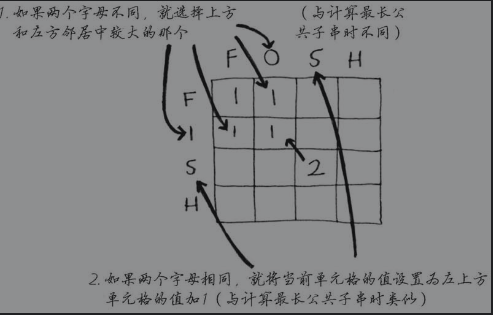 1. 如果两个字母不同，就选择上方
和左方邻居中较大的那个
（与计算最长公
共子串时不同）
F O S H
F 1 1
I 1 1
S 2
H
2. 如果两个字母相同，就将当前单元格的值设置为左上方
单元格的值加1（与计算最长公共子串时类似）